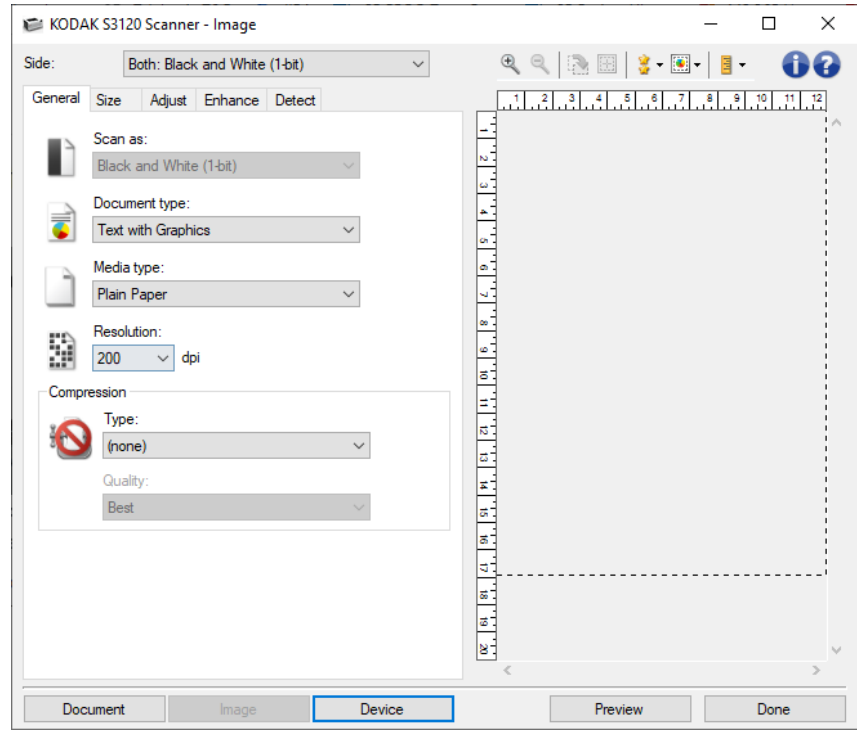 KODAK S3120 Scanner - Image
Side: Both: Black and White (1-bit)
General Size Adjust Enhance Detect
Scan as:
Black and White (1-bit)
Document type:
Text with Graphics
Media type:
Plain Paper
Resolution:
200 dpi
Compression
Type:
(none)
Quality:
Best
1 2 3 4 5 6 7 8 9 10 11 12
1
2
3
4
5
6
7
8
9
10
11
12
13
14
15
16
17
18
19
20
Document Image Device Preview Done